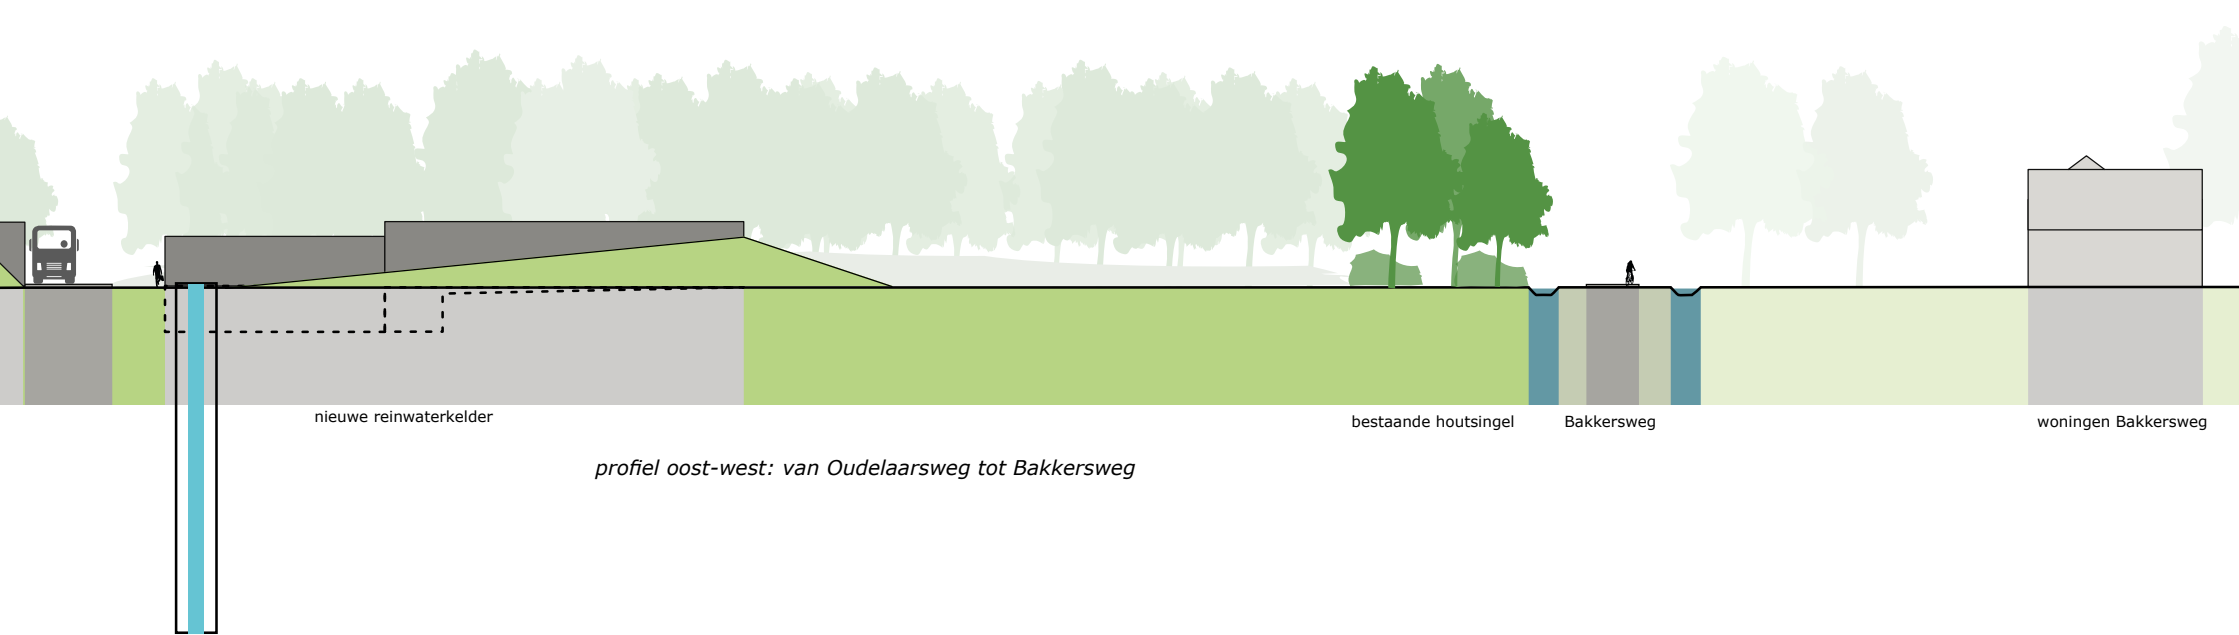 nieuwe reinwaterkelder
bestaande houtsingel
Bakkersweg
woningen Bakkersweg
profiel oost-west: van Oudelaarsweg tot Bakkersweg